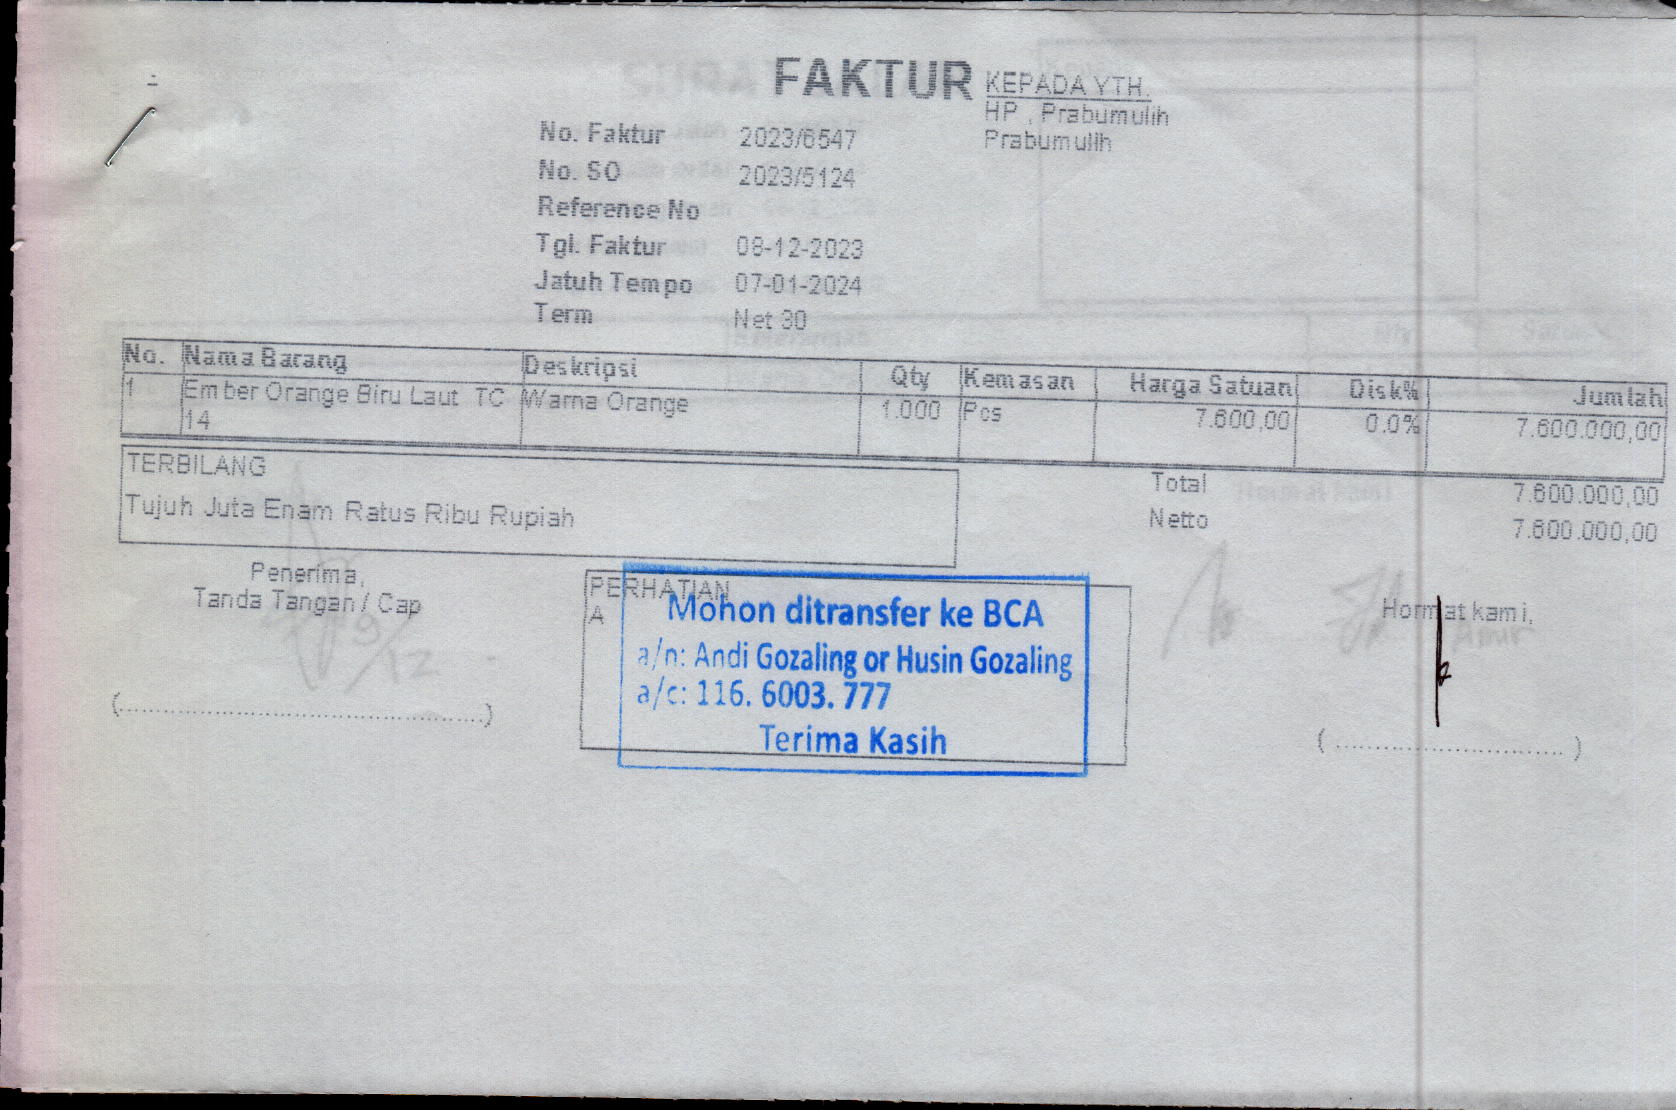 FAKTUR
KEPADA YTH.
HP , Prabumulih
Prabumulih
No. Faktur 2023/6547
No. SO 2023/5124
Reference No
Tgl. Faktur 08-12-2023
Jatuh Tempo 07-01-2024
Term Net 30
No. Nama Barang Deskripsi Qty Kemasan Harga Satuan Disk% Jumlah
1 Ember Orange Biru Laut TC Warna Orange 1.000 Pcs 7.600,00 0.0% 7.600.000,00
14
TERBILANG
Tujuh Juta Enam Ratus Ribu Rupiah
Total 7.600.000,00
Netto 7.600.000,00
Penerima,
Tanda Tangan / Cap
9/12
PERHATIAN
A
Mohon ditransfer ke BCA
a/n: Andi Gozaling or Husin Gozaling
a/c: 116. 6003. 777
Terima Kasih
Hormat kami,